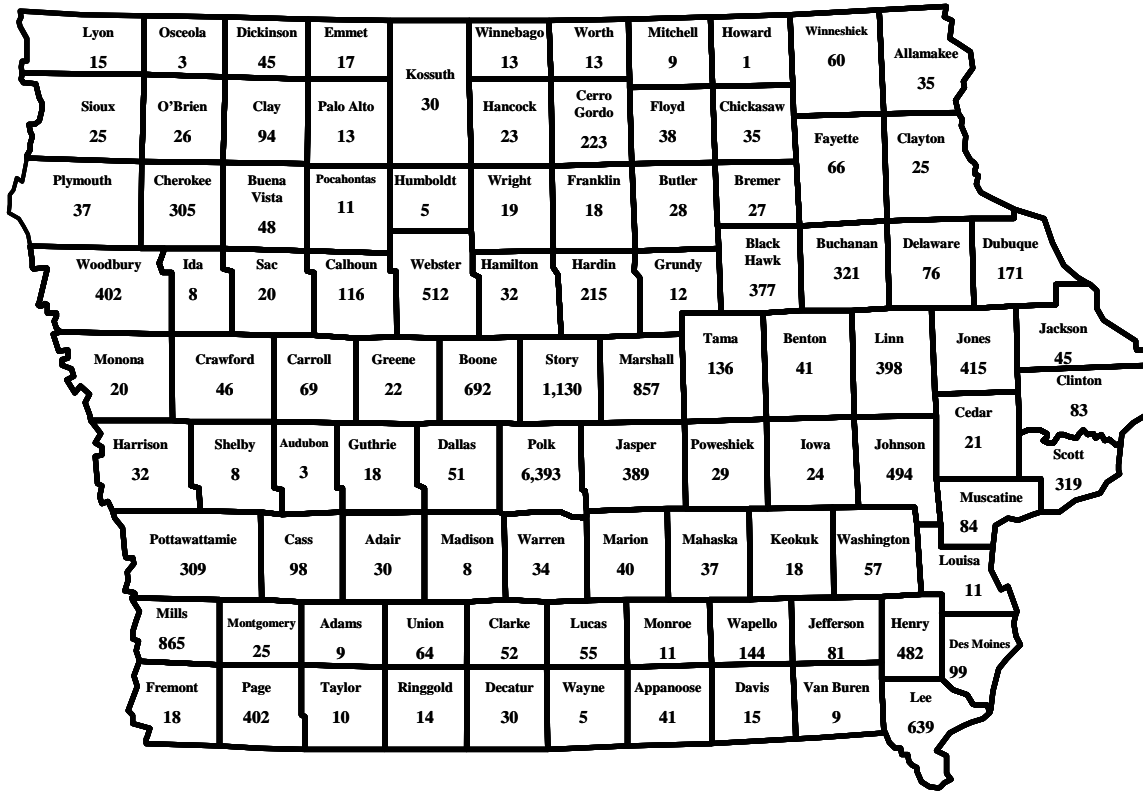 Lyon
15
Osceola
3
Dickinson
45
Emmet
17
Kossuth
30
Winnebago
13
Worth
13
Mitchell
9
Howard
1
Winneshiek
60
Allamakee
35
Sioux
25
O'Brien
26
Clay
94
Palo Alto
13
Hancock
23
Cerro
Gordo
223
Floyd
38
Chickasaw
35
Fayette
66
Clayton
25
Plymouth
37
Cherokee
305
Buena
Vista
48
Pocahontas
11
Humboldt
5
Wright
19
Franklin
18
Butler
28
Bremer
27
Woodbury
402
Ida
8
Sac
20
Calhoun
116
Webster
512
Hamilton
32
Hardin
215
Grundy
12
Black
Hawk
377
Buchanan
321
Delaware
76
Dubuque
171
Monona
20
Crawford
46
Carroll
69
Greene
22
Boone
692
Story
1,130
Marshall
857
Tama
136
Benton
41
Linn
398
Jones
415
Jackson
45
Clinton
83
Cedar
21
Harrison
32
Shelby
8
Audubon
3
Guthrie
18
Dallas
51
Polk
6,393
Jasper
389
Poweshiek
29
Iowa
24
Johnson
494
Scott
319
Muscatine
84
Pottawattamie
309
Cass
98
Adair
30
Madison
8
Warren
34
Marion
40
Mahaska
37
Keokuk
18
Washington
57
Louisa
11
Mills
865
Montgomery
25
Adams
9
Union
64
Clarke
52
Lucas
55
Monroe
11
Wapello
144
Jefferson
81
Henry
482
Des Moines
99
Fremont
18
Page
402
Taylor
10
Ringgold
14
Decatur
30
Wayne
5
Appanoose
41
Davis
15
Van Buren
9
Lee
639